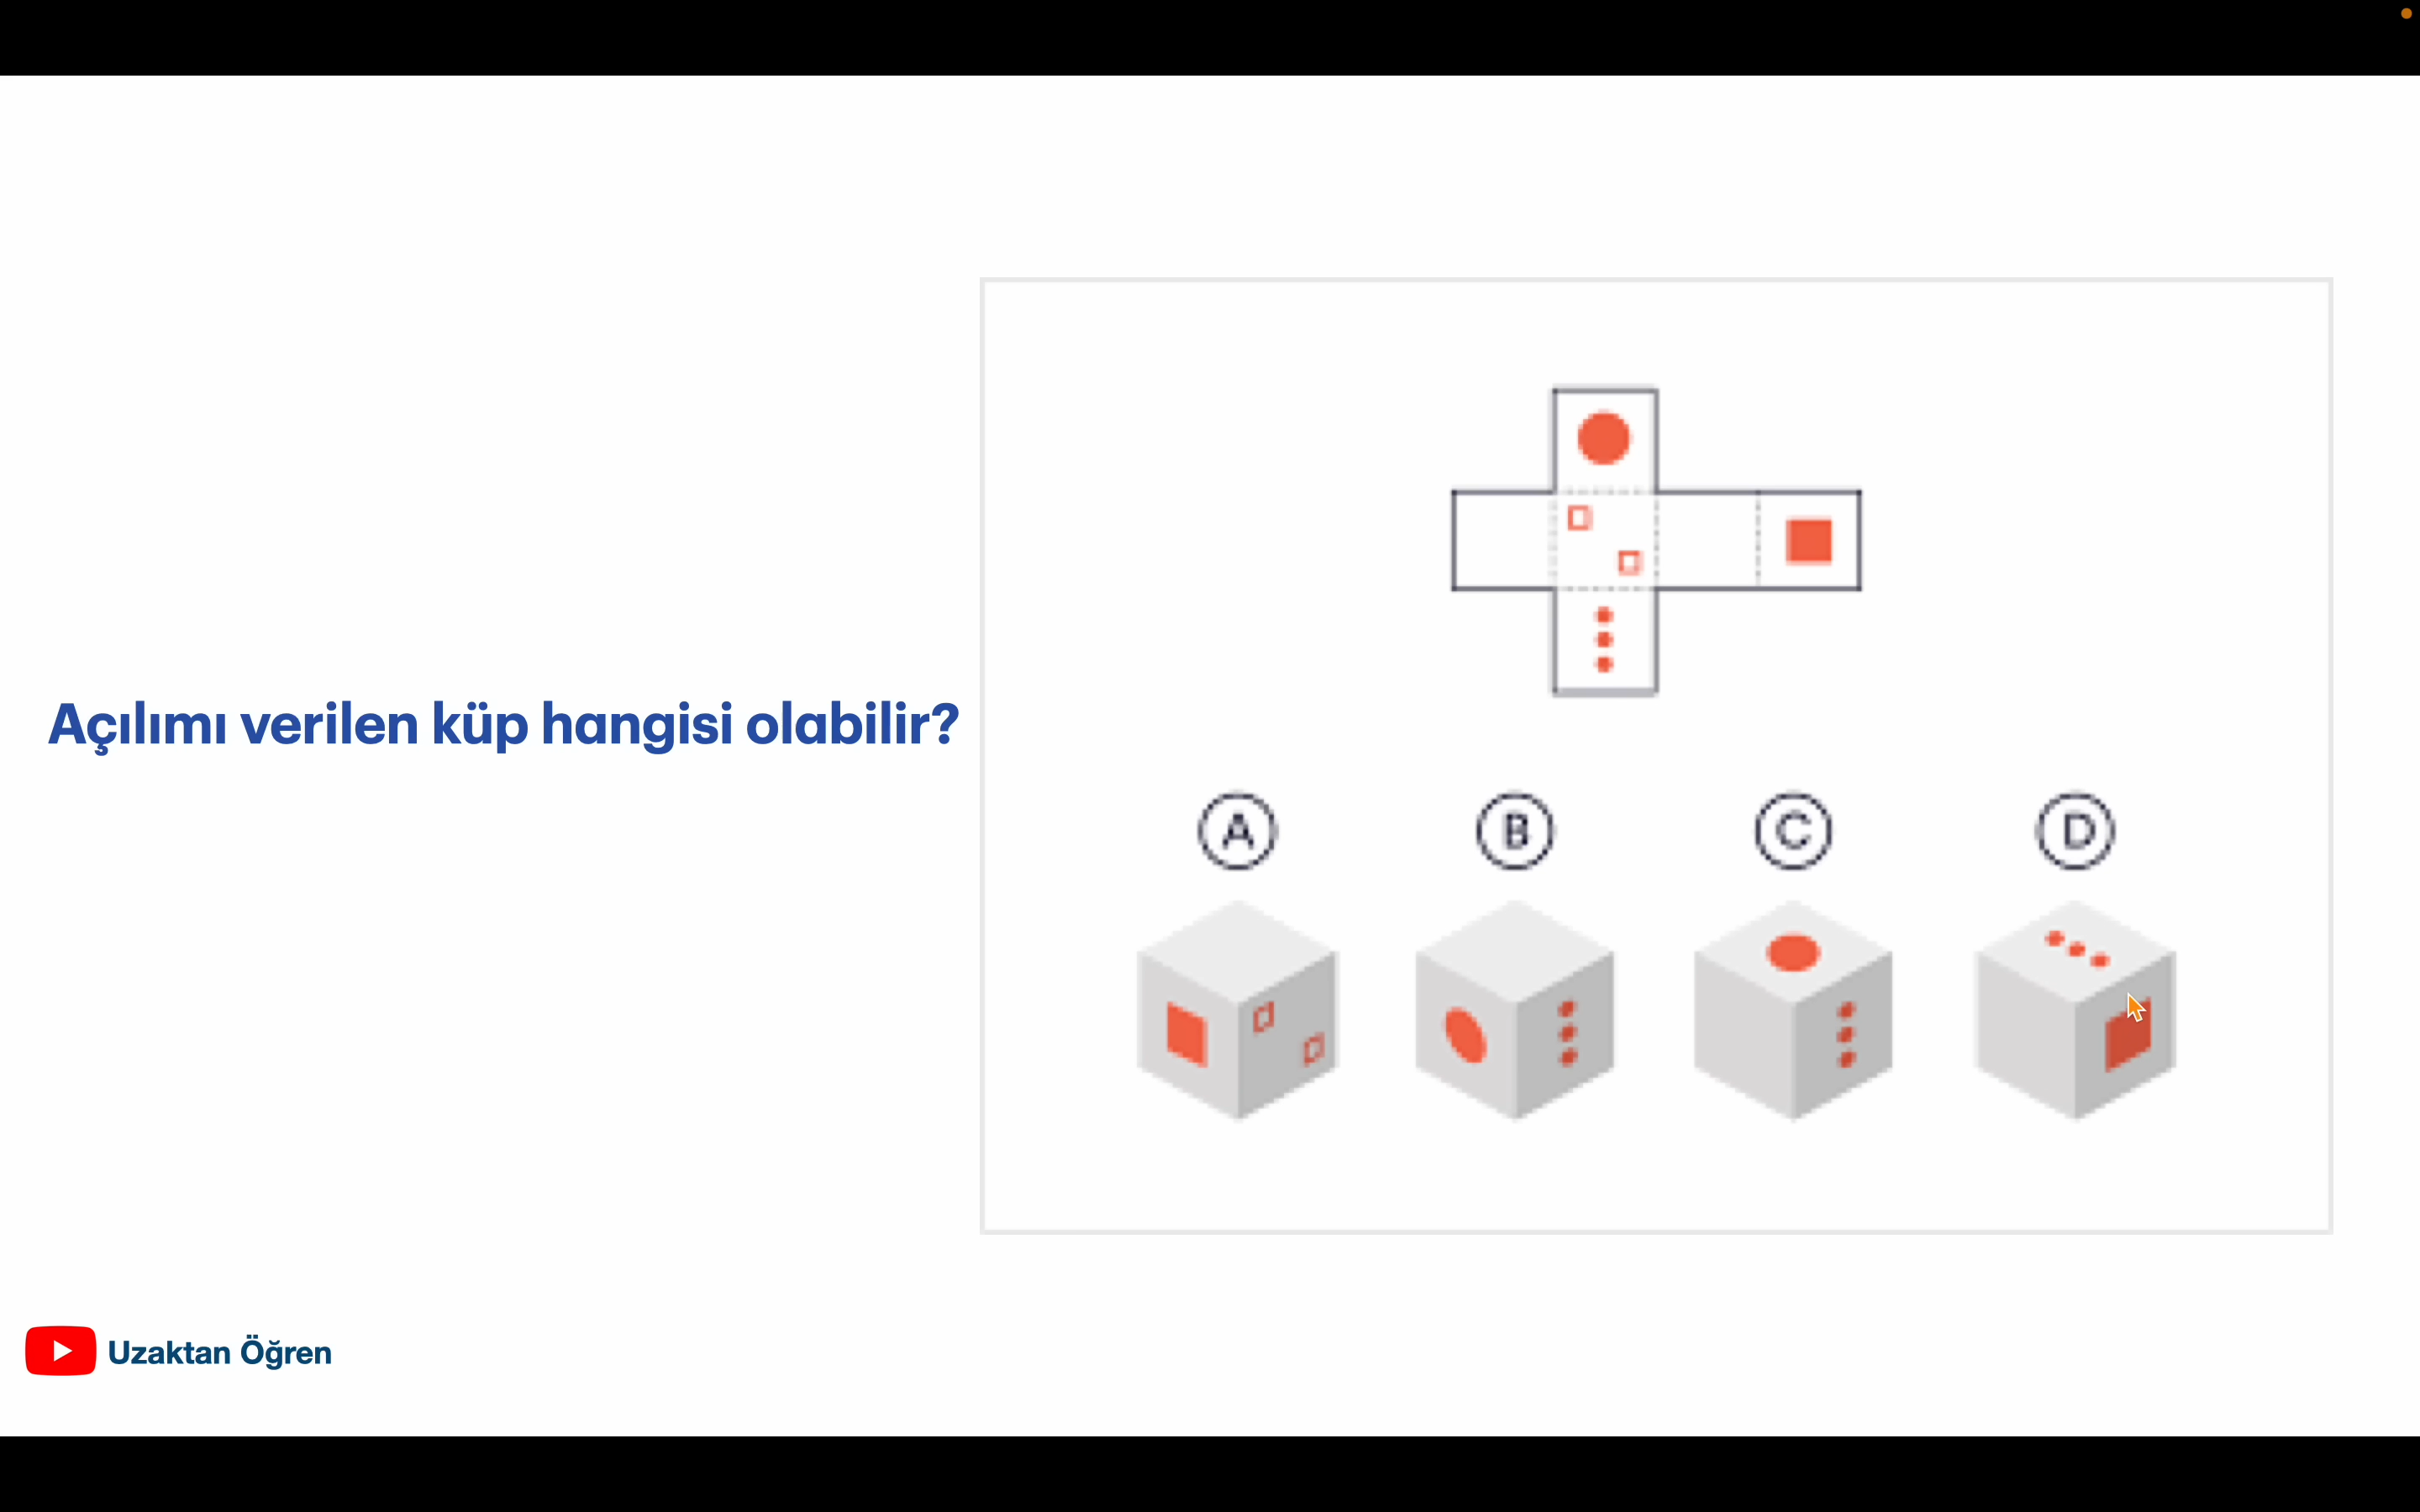 Açılımı verilen küp hangisi olabilir?
A B C D
Uzaktan Öğren